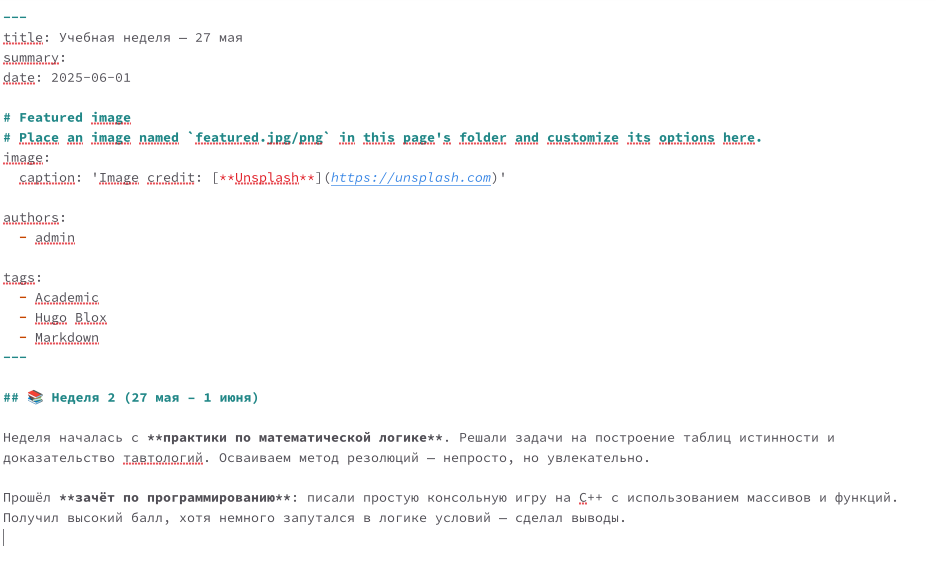 ---
title: Учебная неделя — 27 мая
summary:
date: 2025-06-01
# Featured image
# Place an image named `featured.jpg/png` in this page's folder and customize its options here.
image:
  caption: 'Image credit: [**Unsplash**](https://unsplash.com)'
authors:
  - admin
tags:
  - Academic
  - Hugo Blox
  - Markdown
---
## 📚 Неделя 2 (27 мая – 1 июня)
Неделя началась с **практики по математической логике**. Решали задачи на построение таблиц истинности и
доказательство тавтологий. Осваиваем метод резолюций — непросто, но увлекательно.
Прошёл **зачёт по программированию**: писали простую консольную игру на C++ с использованием массивов и функций.
Получил высокий балл, хотя немного запутался в логике условий — сделал выводы.